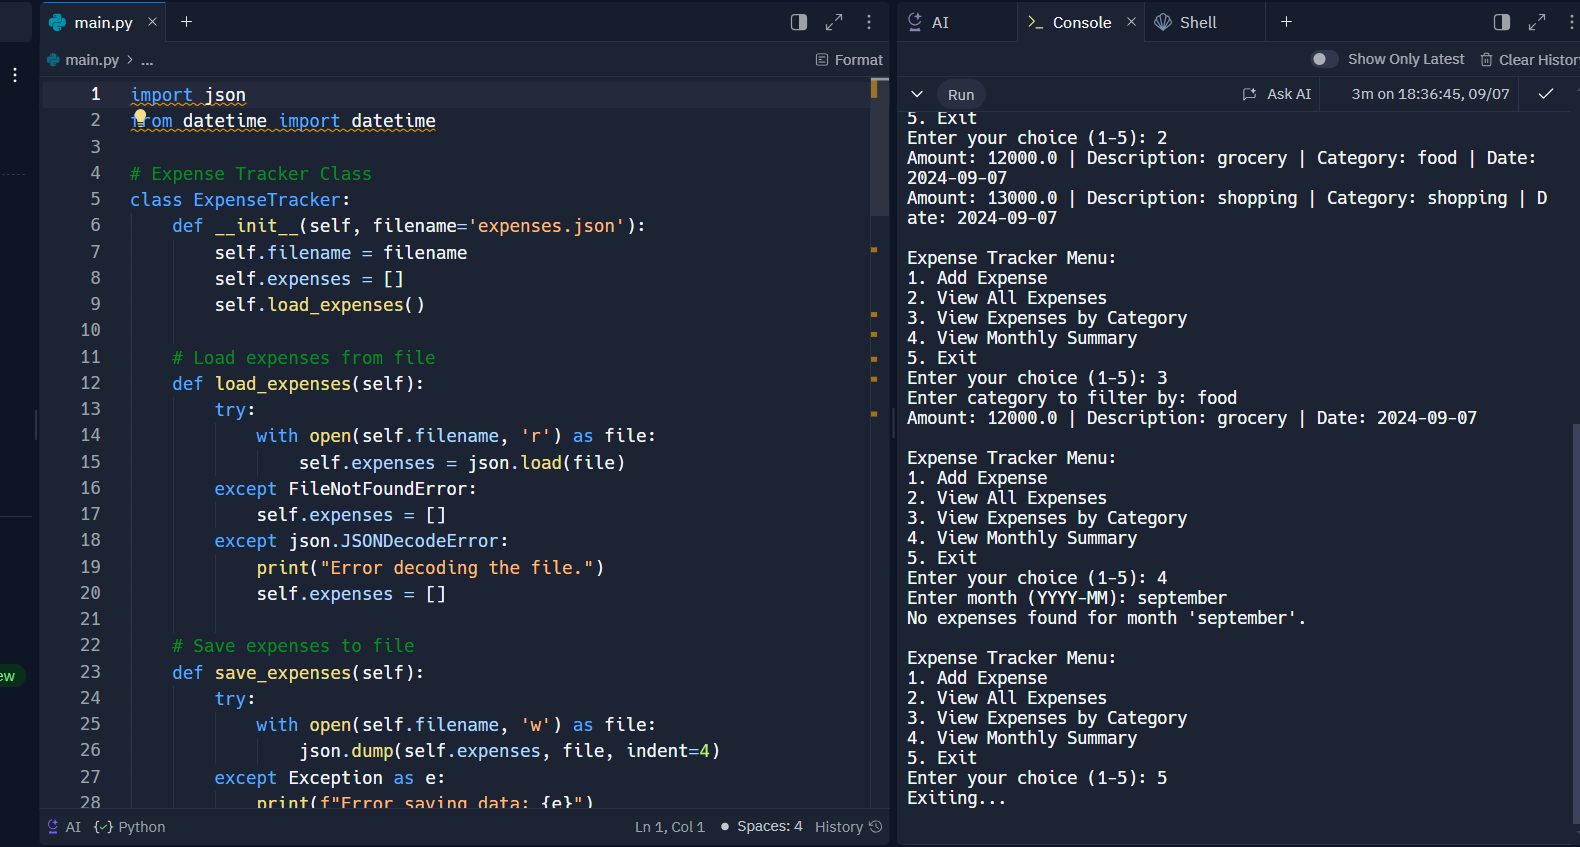 main.py
AI
Console
Shell
main.py > ...
Format
Show Only Latest
Clear History
Run
Ask AI
3m on 18:36:45, 09/07
1 import json
2 from datetime import datetime
3
4 # Expense Tracker Class
5 class ExpenseTracker:
6 def __init__(self, filename='expenses.json'):
7 self.filename = filename
8 self.expenses = []
9 self.load_expenses()
10
11 # Load expenses from file
12 def load_expenses(self):
13 try:
14 with open(self.filename, 'r') as file:
15 self.expenses = json.load(file)
16 except FileNotFoundError:
17 self.expenses = []
18 except json.JSONDecodeError:
19 print("Error decoding the file.")
20 self.expenses = []
21
22 # Save expenses to file
23 def save_expenses(self):
24 try:
25 with open(self.filename, 'w') as file:
26 json.dump(self.expenses, file, indent=4)
27 except Exception as e:
28 print(f"Error saving data: {e}")
ew
AI
Python
Ln 1, Col 1
Spaces: 4
History
5. Exit
Enter your choice (1-5): 2
Amount: 12000.0 | Description: grocery | Category: food | Date:
2024-09-07
Amount: 13000.0 | Description: shopping | Category: shopping | D
ate: 2024-09-07
Expense Tracker Menu:
1. Add Expense
2. View All Expenses
3. View Expenses by Category
4. View Monthly Summary
5. Exit
Enter your choice (1-5): 3
Enter category to filter by: food
Amount: 12000.0 | Description: grocery | Date: 2024-09-07
Expense Tracker Menu:
1. Add Expense
2. View All Expenses
3. View Expenses by Category
4. View Monthly Summary
5. Exit
Enter your choice (1-5): 4
Enter month (YYYY-MM): september
No expenses found for month 'september'.
Expense Tracker Menu:
1. Add Expense
2. View All Expenses
3. View Expenses by Category
4. View Monthly Summary
5. Exit
Enter your choice (1-5): 5
Exiting...